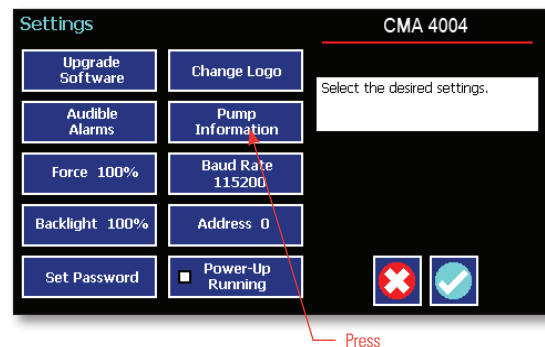 Settings
CMA 4004
Upgrade
Software
Change Logo
Select the desired settings.
Audible
Alarms
Pump
Information
Force 100%
Baud Rate
115200
Backlight 100%
Address 0
Set Password
Power-Up
Running
Press